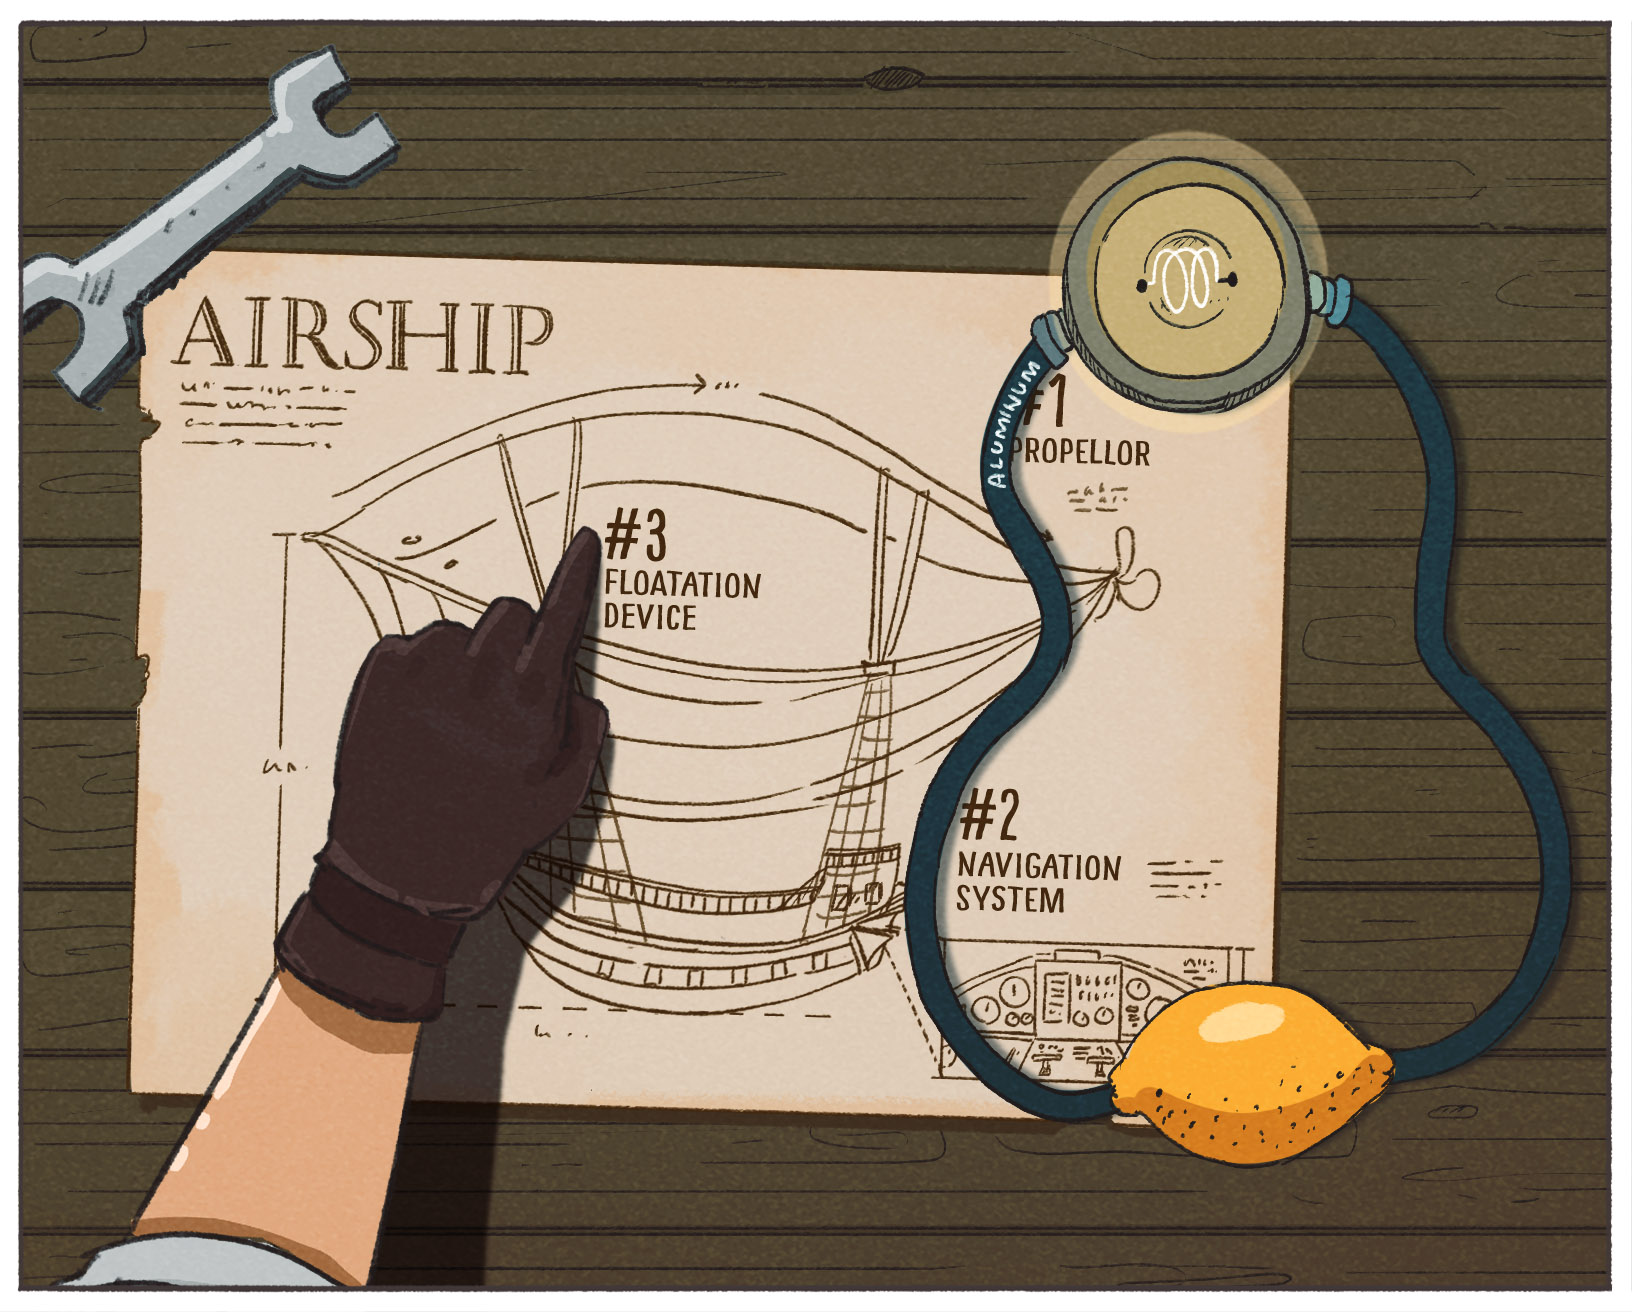 AIRSHIP
ALUMINUM
#1
PROPELLOR
#3
FLOATATION
DEVICE
#2
NAVIGATION
SYSTEM